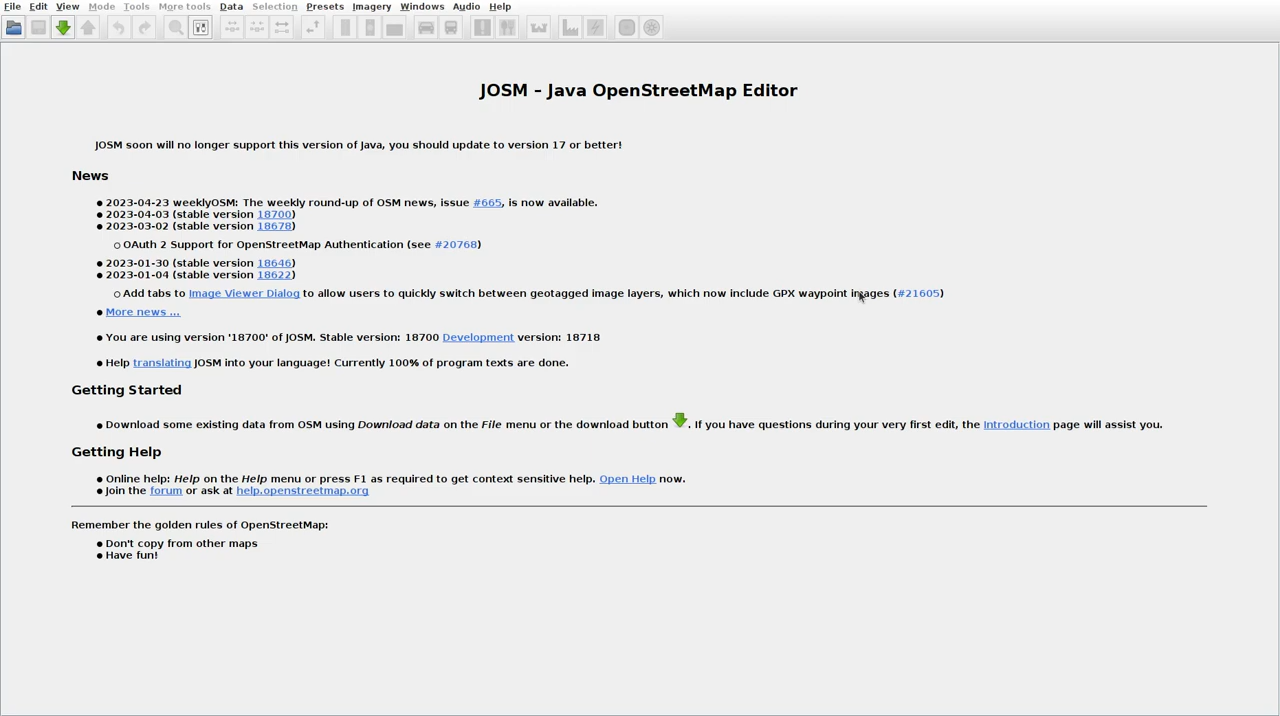 File Edit View Mode Tools More tools Data Selection Presets Imagery Windows Audio Help
JOSM – Java OpenStreetMap Editor
JOSM soon will no longer support this version of Java, you should update to version 17 or better!
News
● 2023-04-23 weeklyOSM: The weekly round-up of OSM news, issue #665, is now available.
● 2023-04-03 (stable version 18700)
● 2023-03-02 (stable version 18678)
○ OAuth 2 Support for OpenStreetMap Authentication (see #20768)
● 2023-01-30 (stable version 18646)
● 2023-01-04 (stable version 18622)
○ Add tabs to Image Viewer Dialog to allow users to quickly switch between geotagged image layers, which now include GPX waypoint images (#21605)
● More news ...
● You are using version '18700' of JOSM. Stable version: 18700 Development version: 18718
● Help translating JOSM into your language! Currently 100% of program texts are done.
Getting Started
● Download some existing data from OSM using Download data on the File menu or the download button . If you have questions during your very first edit, the Introduction page will assist you.
Getting Help
● Online help: Help on the Help menu or press F1 as required to get context sensitive help. Open Help now.
● Join the forum or ask at help.openstreetmap.org
Remember the golden rules of OpenStreetMap:
● Don't copy from other maps
● Have fun!